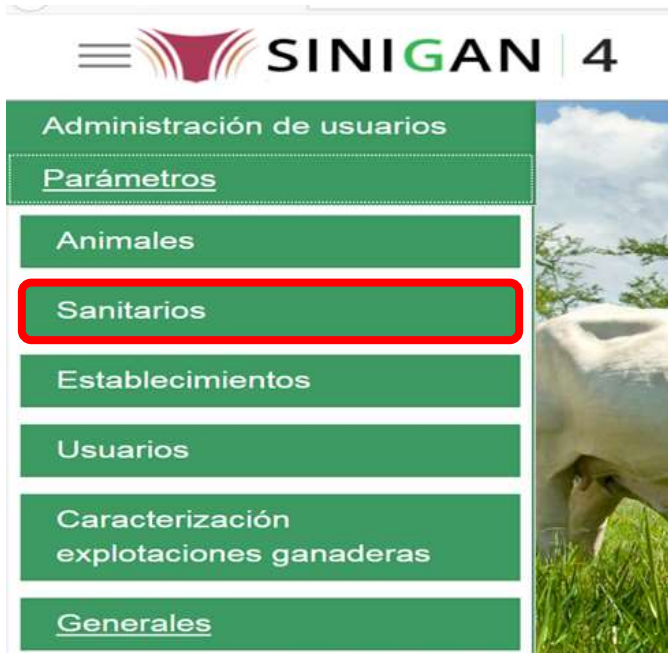 SINIGAN 4
Administración de usuarios
Parámetros
Animales
Sanitarios
Establecimientos
Usuarios
Caracterización
explotaciones ganaderas
Generales